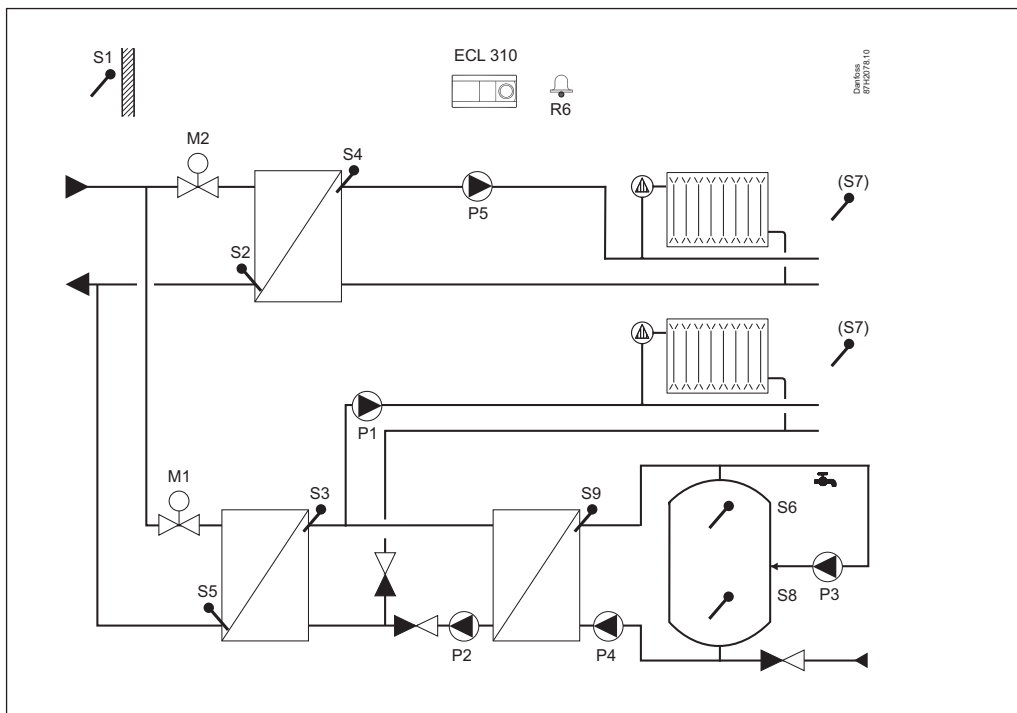 S1
ECL 310
R6
Danfoss
87H2078.10
M2
S4
P5
(S7)
S2
(S7)
P1
M1
S3
S9
S6
S5
S8
P3
P2
P4